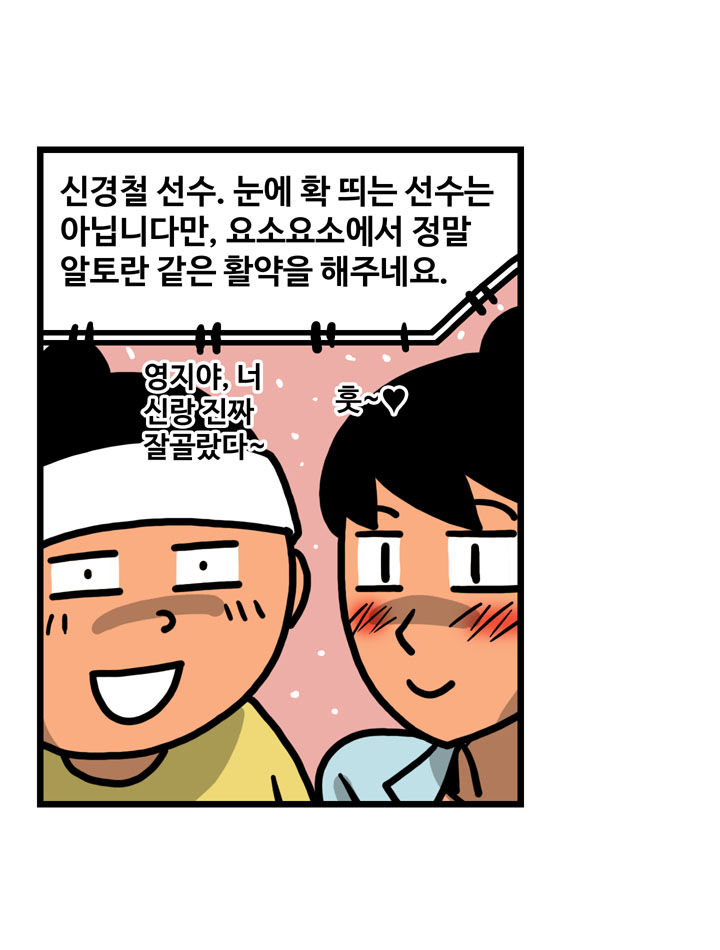 신경철 선수. 눈에 확 띄는 선수는
아닙니다만, 요소요소에서 정말
알토란 같은 활약을 해주네요.
영지야, 너
신랑 진짜
잘골랐다~
훗~♥